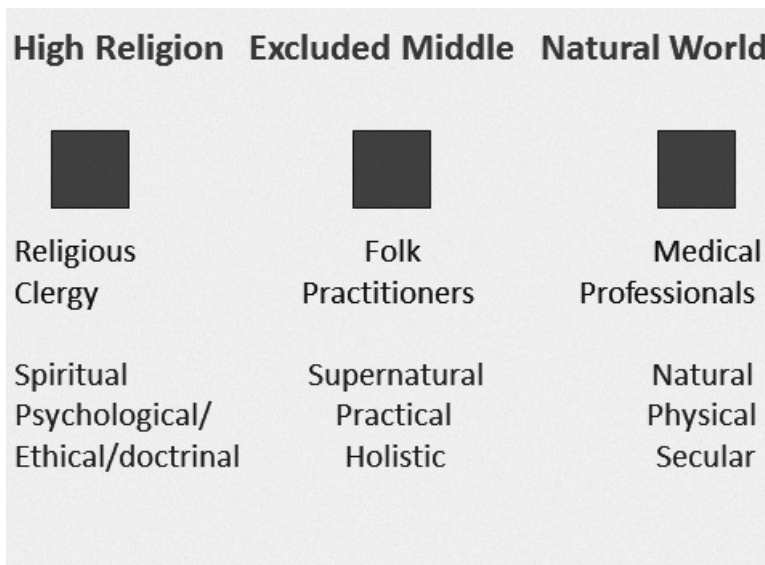 High Religion Excluded Middle Natural World
Religious Folk Medical
Clergy Practitioners Professionals
Spiritual Supernatural Natural
Psychological/ Practical Physical
Ethical/doctrinal Holistic Secular